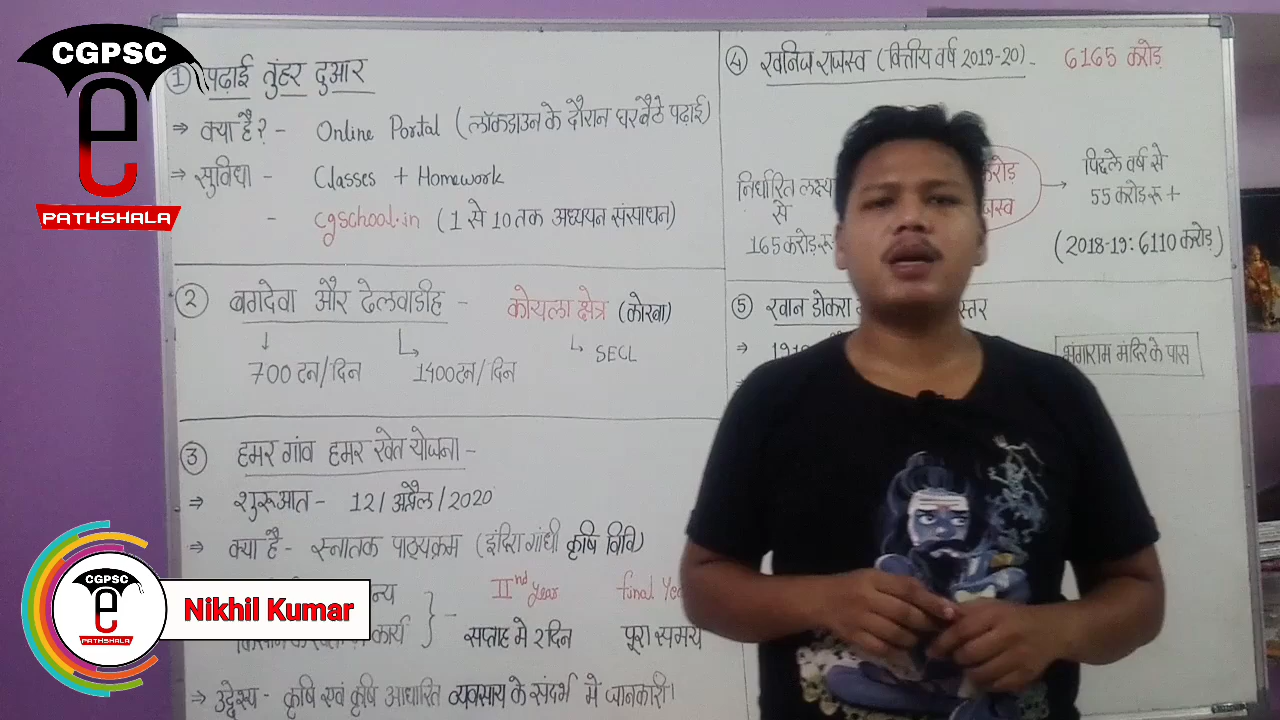 CGPSC
e
PATHSHALA
① पढ़ाई तुंहर दुआर
⇒ क्या है? - Online Portal (लॉकडाउन के दौरान घर बैठे पढ़ाई)
⇒ सुविधा - Classes + Homework
- cgschool.in (1 से 10 तक अध्ययन संसाधन)
② बगदेवा और ढेलवाडीह - कोयला क्षेत्र (कोरबा)
↓ ↳ ↳ SECL
700 टन/दिन 1400 टन/दिन
③ हमर गांव हमर खेत योजना -
⇒ शुरूआत - 12/अप्रैल/2020
⇒ क्या है - स्नातक पाठ्यक्रम (इंदिरा गांधी कृषि विवि)
न्य } - IInd year final
कार्य सप्ताह मे 2 दिन पूरा समय
⇒ उद्देश्य - कृषि एवं कृषि आधारित व्यवसाय के संदर्भ में जानकारी।
④ खनिज राजस्व (वित्तीय वर्ष 2019-20) - 6165 करोड़
निर्धारित लक्ष्य
से
165 करोड़ रू
करोड़
→ पिछले वर्ष से
55 करोड़ रू +
(2018-19: 6110 करोड़)
⑤ खान डोकरा स्तर
⇒ भंगाराम मंदिर के पास
CGPSC
e
PATHSHALA
Nikhil Kumar